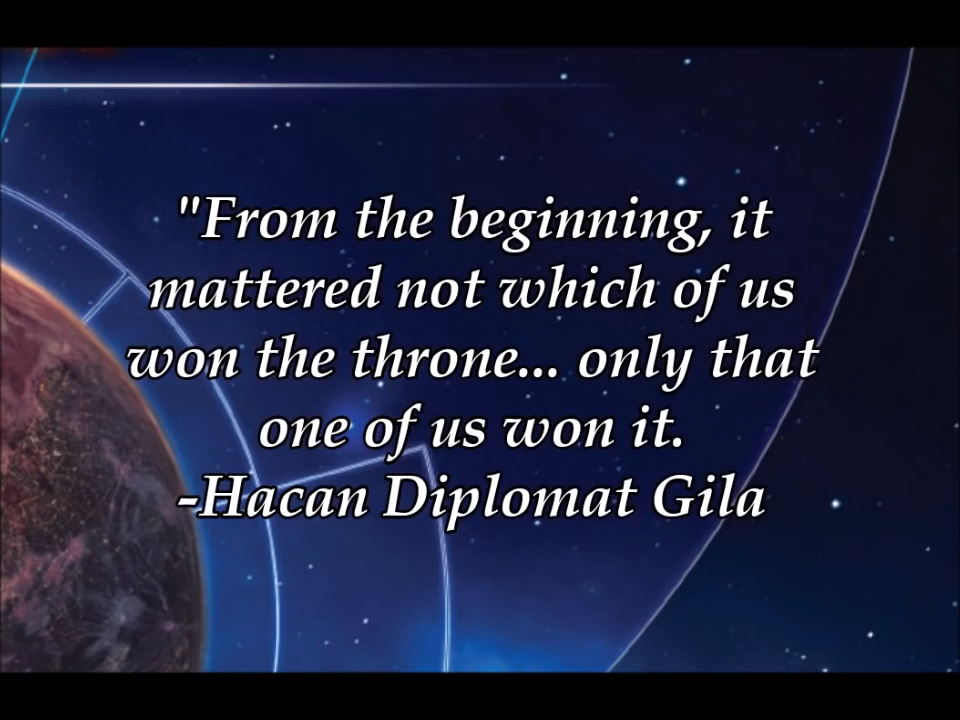 "From the beginning, it
mattered not which of us
won the throne... only that
one of us won it.
-Hacan Diplomat Gila